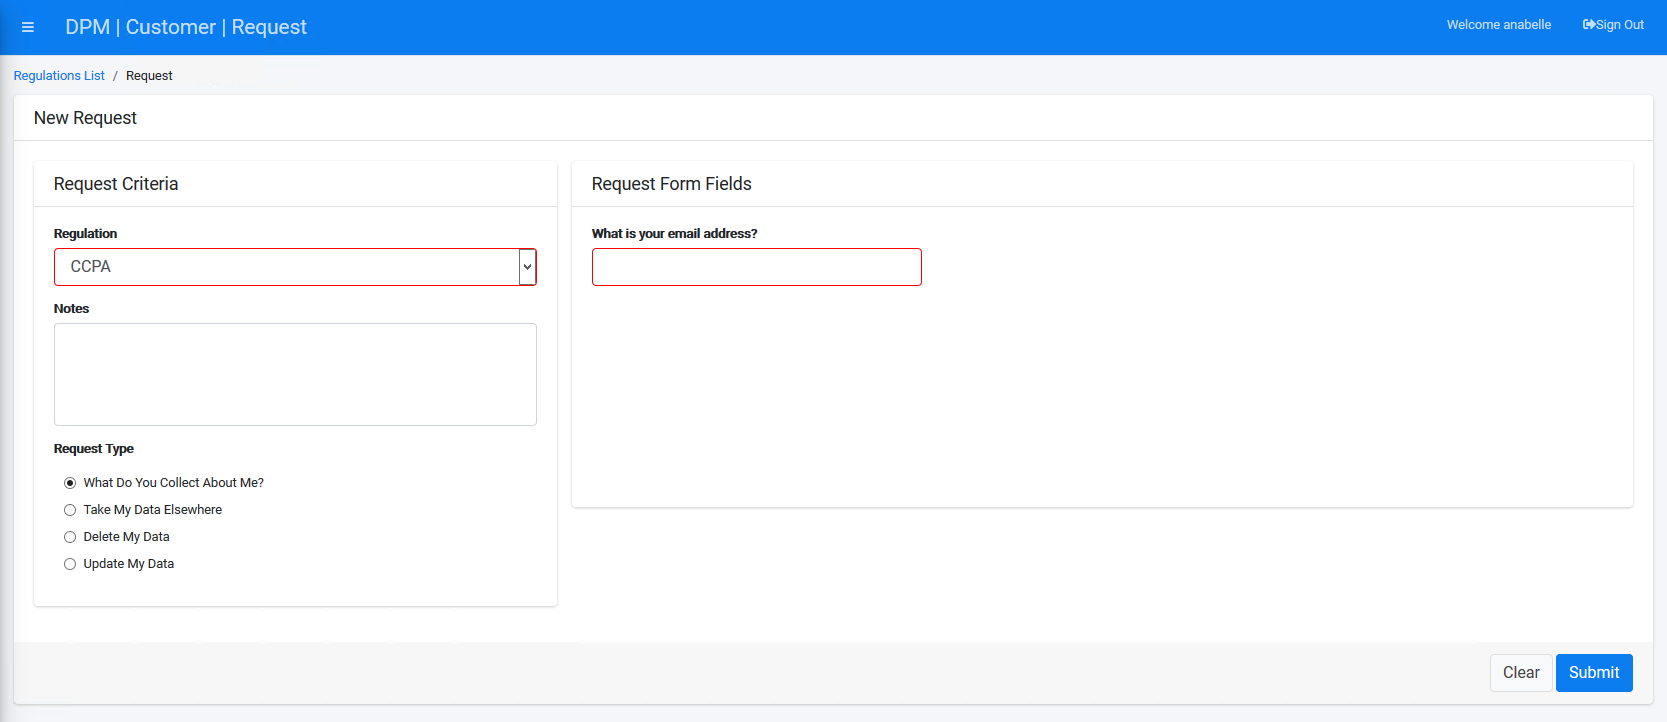 DPM | Customer | Request
Welcome anabelle
Sign Out
Regulations List / Request
New Request
Request Criteria
Regulation
CCPA
Notes
Request Type
What Do You Collect About Me?
Take My Data Elsewhere
Delete My Data
Update My Data
Request Form Fields
What is your email address?
Clear
Submit